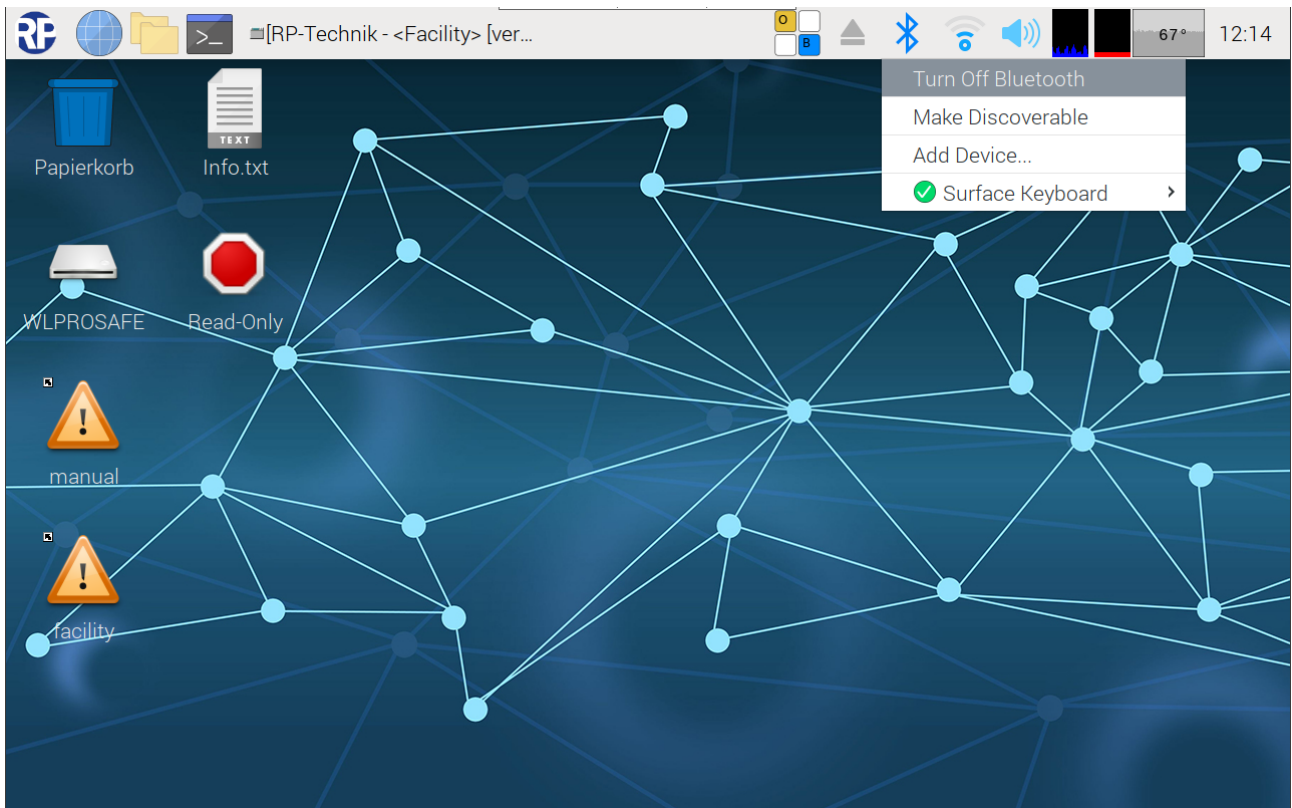 RP
>_
[RP-Technik - <Facility> [ver...
O
B
67°
12:14
Turn Off Bluetooth
Make Discoverable
Add Device...
Surface Keyboard
TEXT
Papierkorb
Info.txt
WLPROSAFE
Read-Only
manual
facility